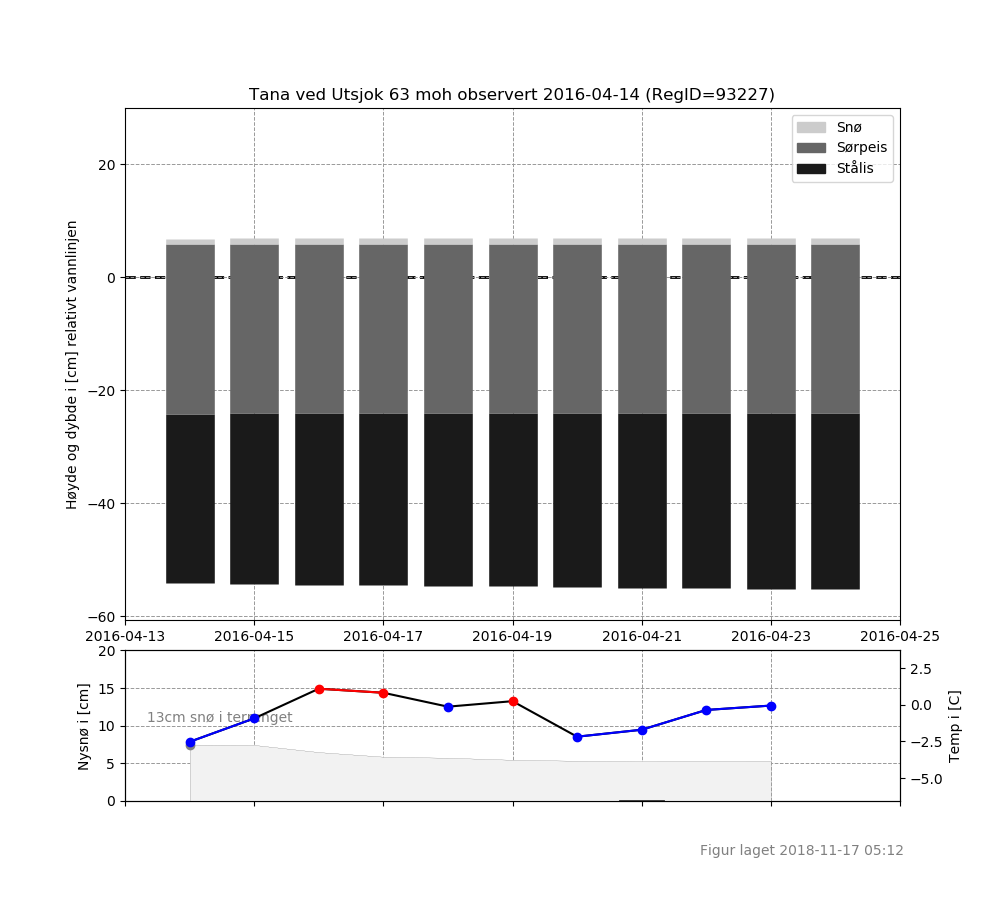 Tana ved Utsjok 63 moh observert 2016-04-14 (RegID=93227)
Snø
Sørpeis
Stålis
Høyde og dybde i [cm] relativt vannlinjen
20
0
−20
−40
−60
2016-04-13 2016-04-15 2016-04-17 2016-04-19 2016-04-21 2016-04-23 2016-04-25
Nysnø i [cm]
20
15
10
5
0
13cm snø i terrenget
2.5
0.0
−2.5
−5.0
Temp i [C]
Figur laget 2018-11-17 05:12